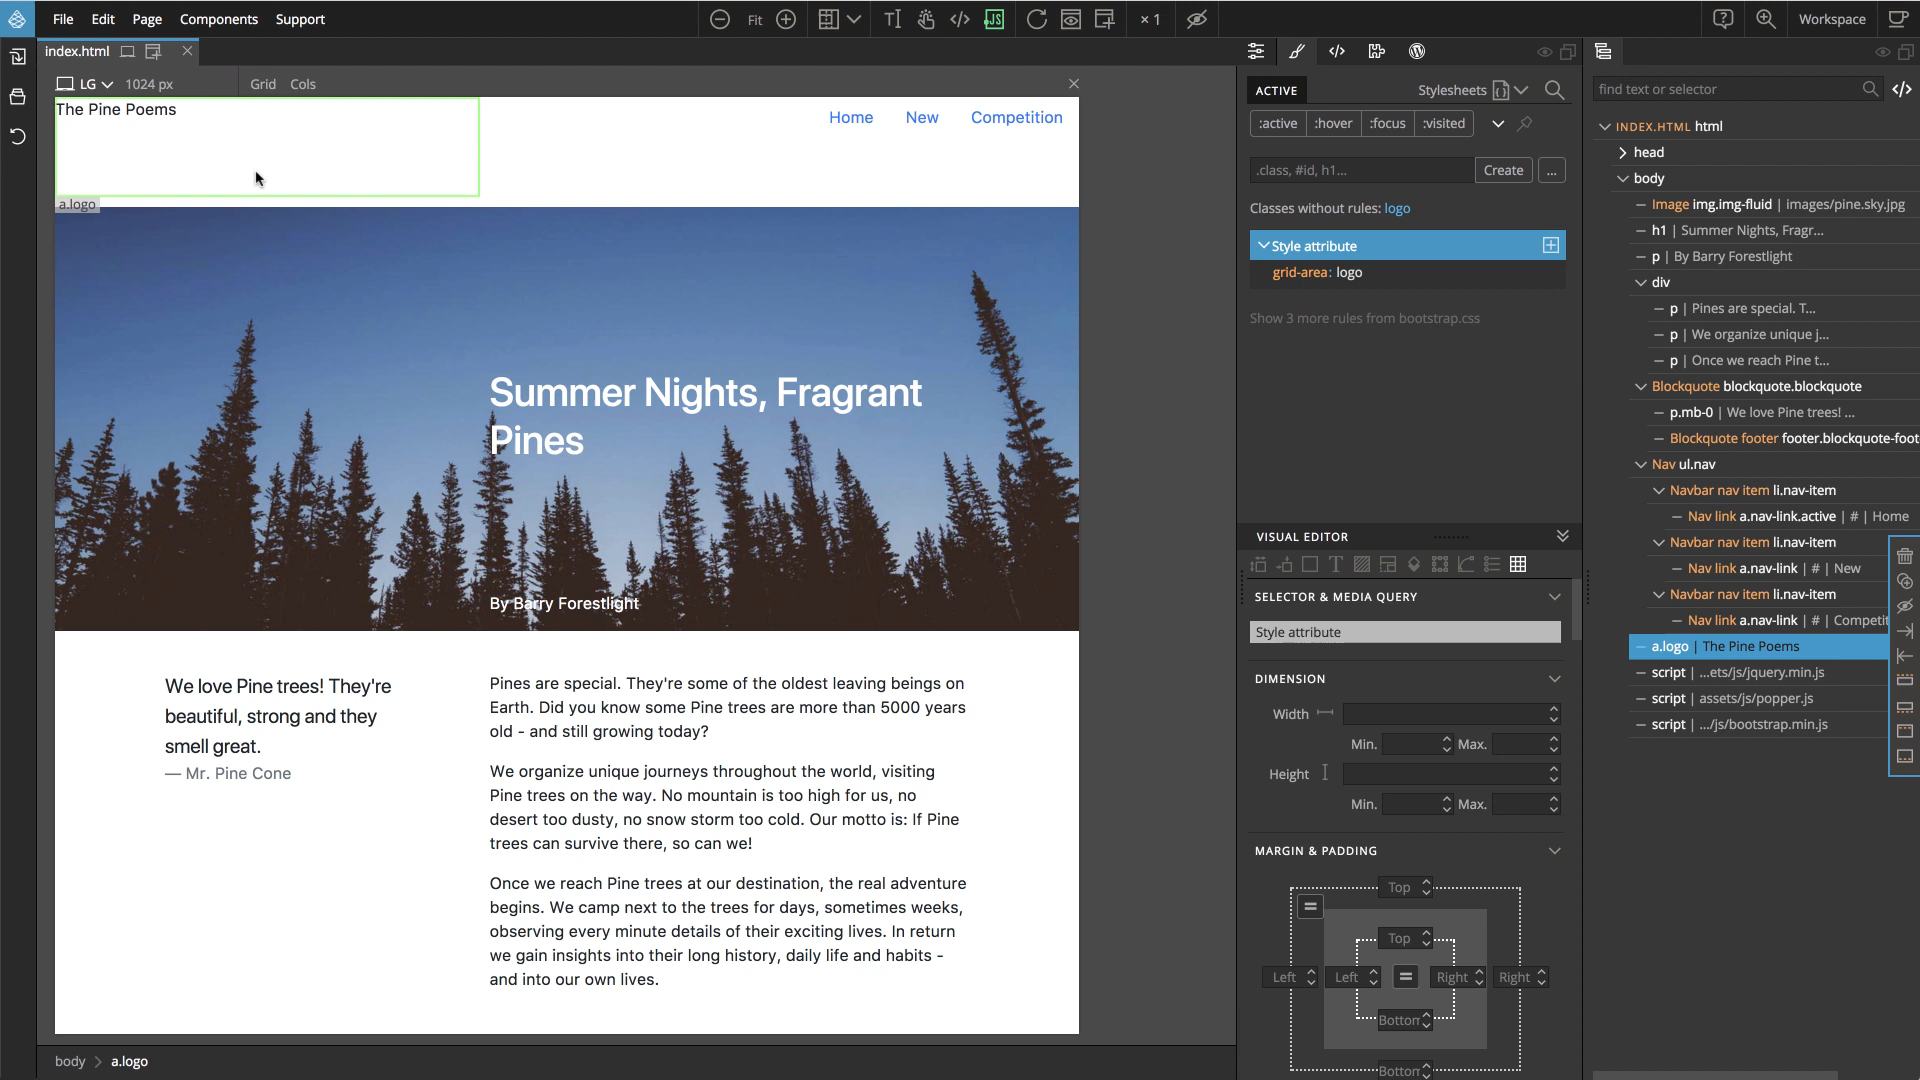 File Edit Page Components Support
Fit
JS
× 1
Workspace
index.html
LG 1024 px Grid Cols
The Pine Poems
Home New Competition
a.logo
Summer Nights, Fragrant
Pines
By Barry Forestlight
We love Pine trees! They're
beautiful, strong and they
smell great.
— Mr. Pine Cone
Pines are special. They're some of the oldest leaving beings on
Earth. Did you know some Pine trees are more than 5000 years
old - and still growing today?
We organize unique journeys throughout the world, visiting
Pine trees on the way. No mountain is too high for us, no
desert too dusty, no snow storm too cold. Our motto is: If Pine
trees can survive there, so can we!
Once we reach Pine trees at our destination, the real adventure
begins. We camp next to the trees for days, sometimes weeks,
observing every minute details of their exciting lives. In return
we gain insights into their long history, daily life and habits -
and into our own lives.
body > a.logo
ACTIVE
Stylesheets
:active :hover :focus :visited
.class, #id, h1...
Create ...
Classes without rules: logo
Style attribute
grid-area: logo
Show 3 more rules from bootstrap.css
VISUAL EDITOR
SELECTOR & MEDIA QUERY
Style attribute
DIMENSION
Width
Min. Max.
Height
Min. Max.
MARGIN & PADDING
Top
Top
Left Left Right Right
Bottom
Bottom
find text or selector
INDEX.HTML html
head
body
Image img.img-fluid | images/pine.sky.jpg
h1 | Summer Nights, Fragr...
p | By Barry Forestlight
div
p | Pines are special. T...
p | We organize unique j...
p | Once we reach Pine t...
Blockquote blockquote.blockquote
p.mb-0 | We love Pine trees! ...
Blockquote footer footer.blockquote-foot
Nav ul.nav
Navbar nav item li.nav-item
Nav link a.nav-link.active | # | Home
Navbar nav item li.nav-item
Nav link a.nav-link | # | New
Navbar nav item li.nav-item
Nav link a.nav-link | # | Competit
a.logo | The Pine Poems
script | ...ets/js/jquery.min.js
script | assets/js/popper.js
script | .../js/bootstrap.min.js